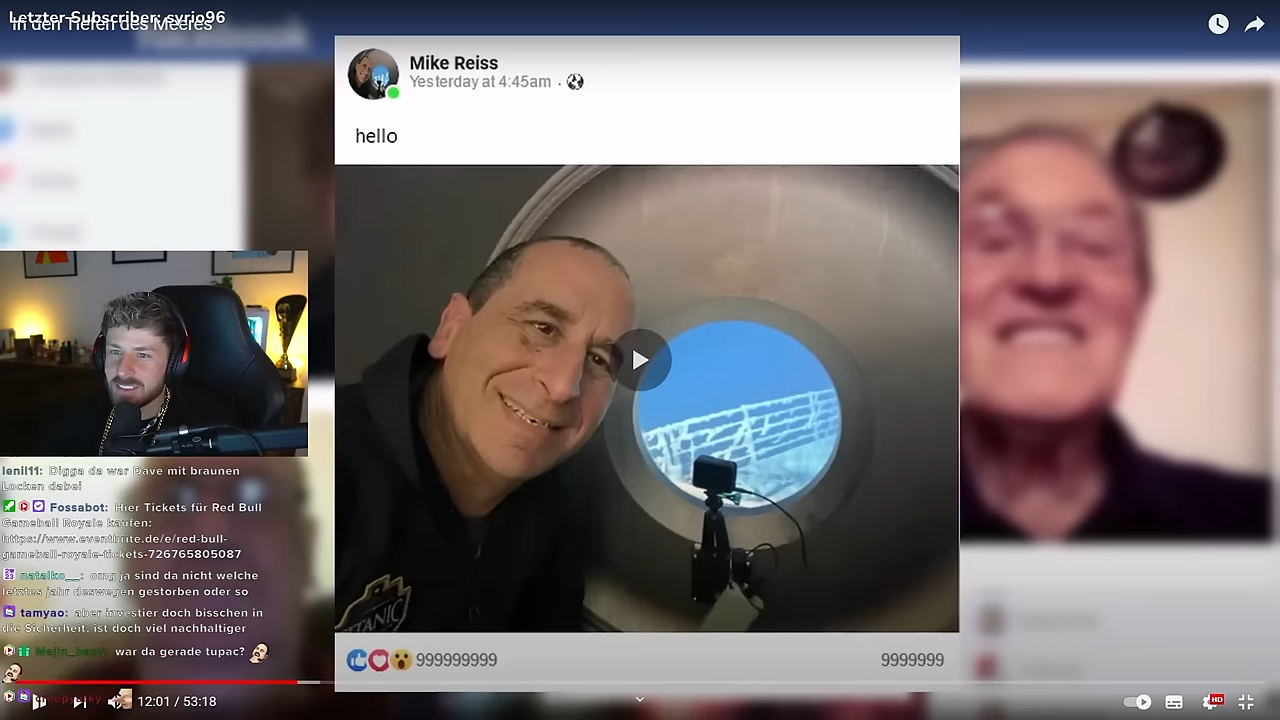 Letzter Subscriber: syrio96
In den Tiefen des Meeres
Mike Reiss
Yesterday at 4:45am ·
hello
lenil11: Digga da war Dave mit braunen
Locken dabei
Fossabot: Hier Tickets für Red Bull
Gameball Royale kaufen:
https://www.eventbrite.de/e/red-bull-
gameball-royale-tickets-726765805087
natalko__: omg ja sind da nicht welche
letztes jahr deswegen gestorben oder so
tamyao: aber investier doch bisschen in
die Sicherheit. ist doch viel nachhaltiger
war da gerade tupac?
TITANIC
999999999
9999999
12:01 / 53:18
HD